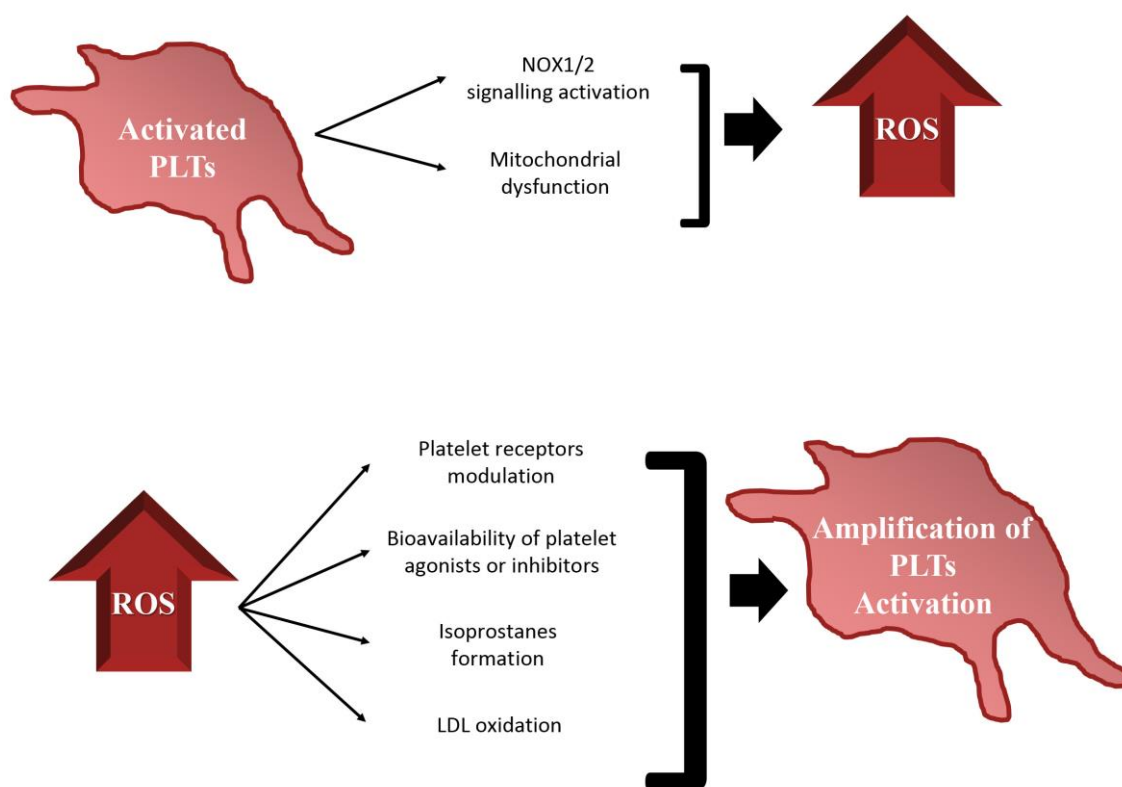 Activated
PLTs
NOX1/2
signalling activation
Mitochondrial
dysfunction
ROS
ROS
Platelet receptors
modulation
Bioavailability of platelet
agonists or inhibitors
Isoprostanes
formation
LDL oxidation
Amplification of
PLTs
Activation